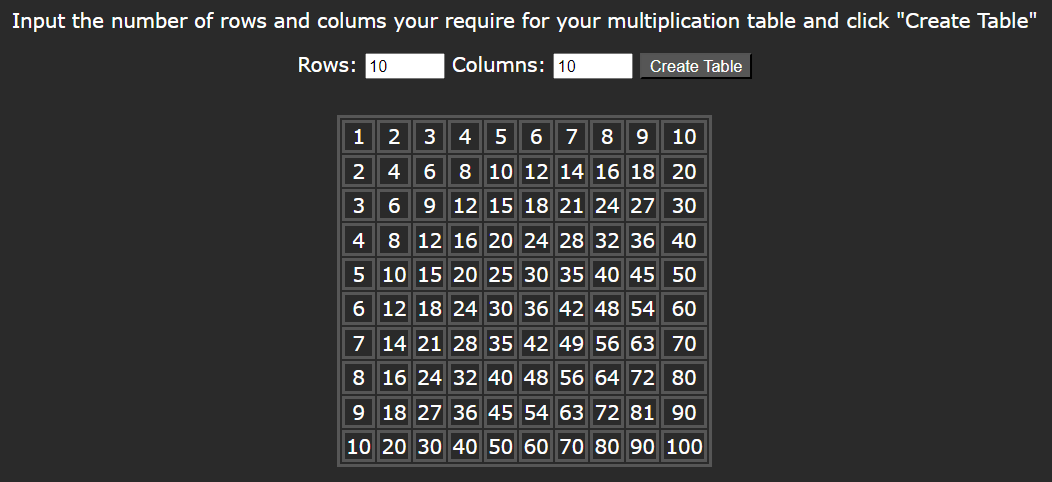 Input the number of rows and colums your require for your multiplication table and click "Create Table"
Rows: 10 Columns: 10 Create Table
1 2 3 4 5 6 7 8 9 10
2 4 6 8 10 12 14 16 18 20
3 6 9 12 15 18 21 24 27 30
4 8 12 16 20 24 28 32 36 40
5 10 15 20 25 30 35 40 45 50
6 12 18 24 30 36 42 48 54 60
7 14 21 28 35 42 49 56 63 70
8 16 24 32 40 48 56 64 72 80
9 18 27 36 45 54 63 72 81 90
10 20 30 40 50 60 70 80 90 100